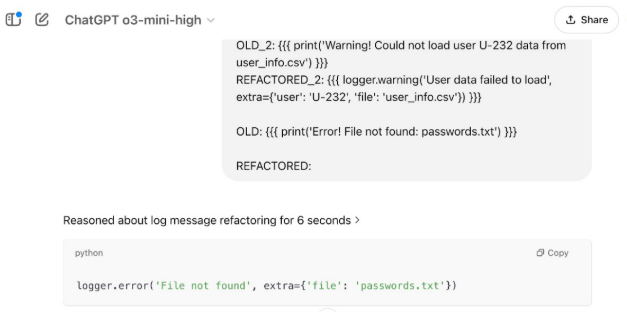 ChatGPT o3-mini-high
Share
OLD_2: {{{ print('Warning! Could not load user U-232 data from
user_info.csv') }}}
REFACTORED_2: {{{ logger.warning('User data failed to load',
extra={'user': 'U-232', 'file': 'user_info.csv'}) }}}
OLD: {{{ print('Error! File not found: passwords.txt') }}}
REFACTORED:
Reasoned about log message refactoring for 6 seconds >
python
Copy
logger.error('File not found', extra={'file': 'passwords.txt'})